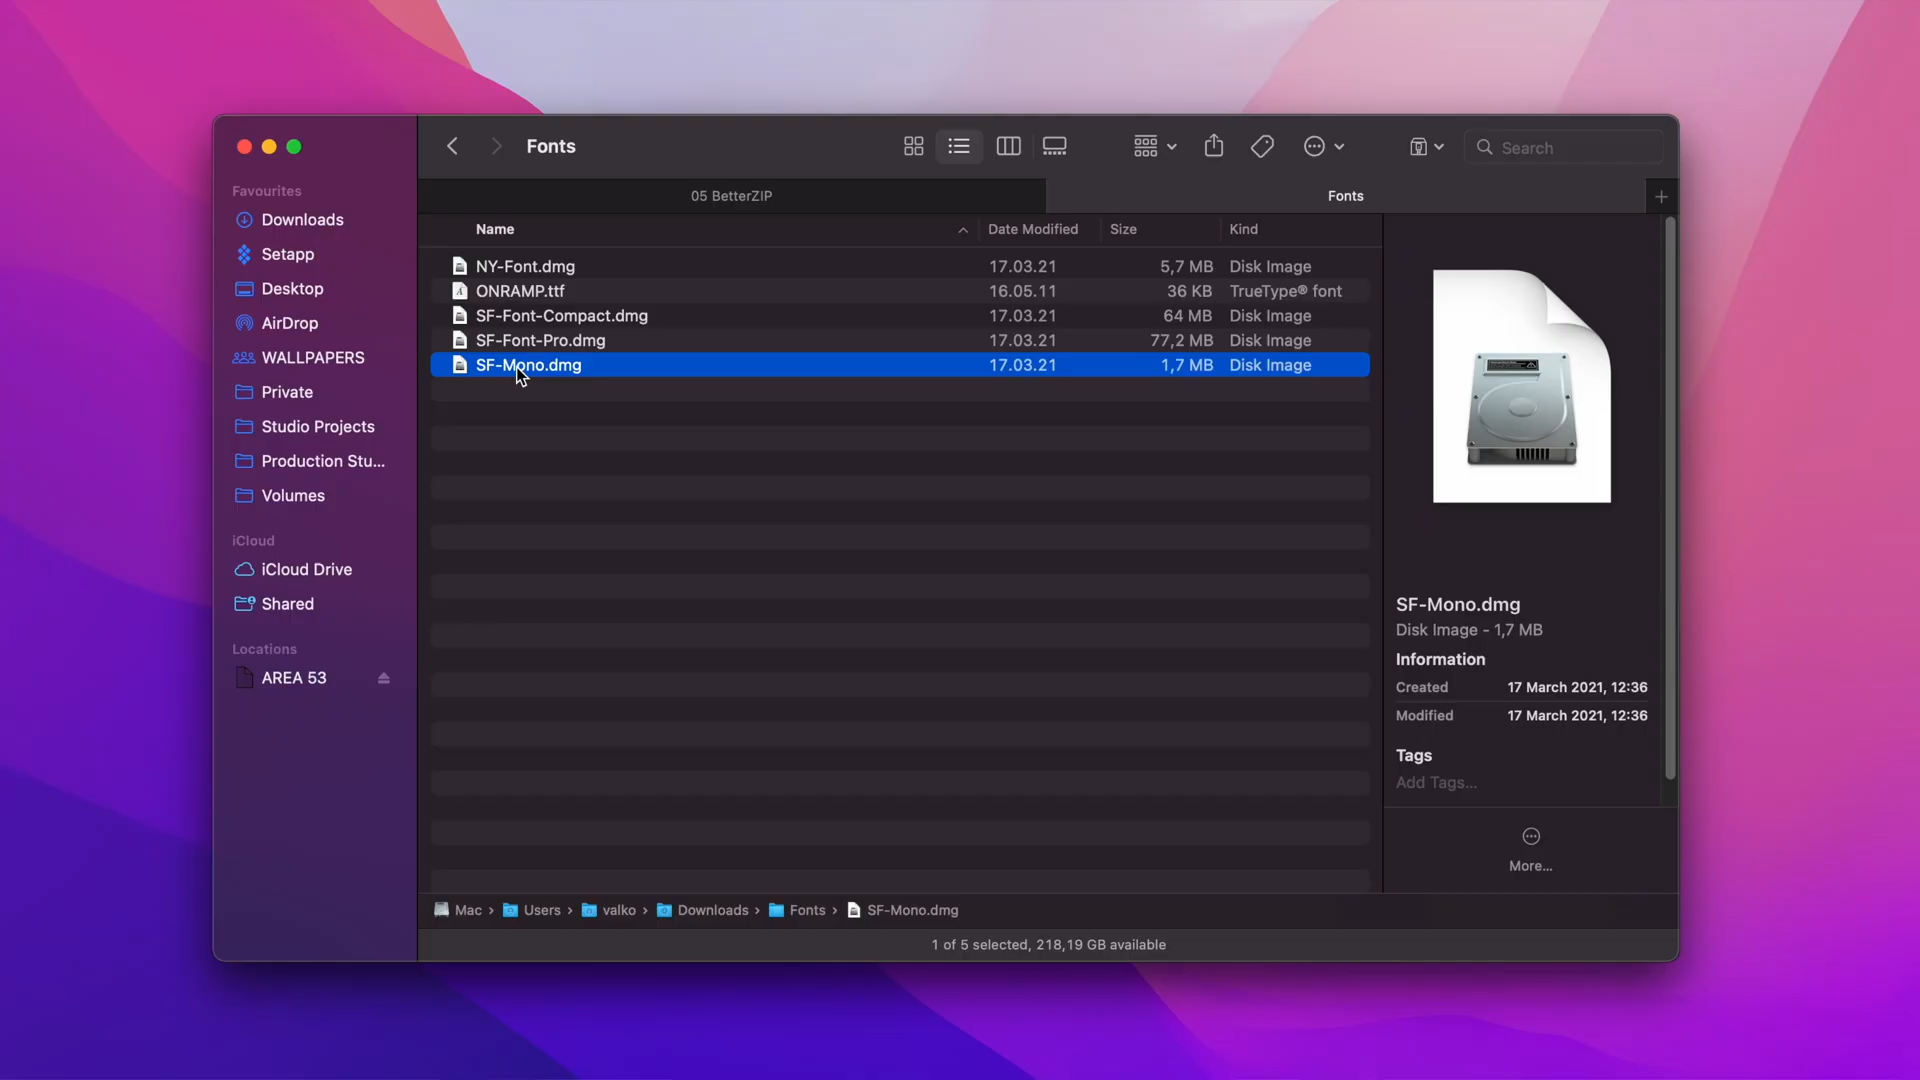 Fonts
Search
05 BetterZIP
Fonts
Favourites
Downloads
Setapp
Desktop
AirDrop
WALLPAPERS
Private
Studio Projects
Production Stu...
Volumes
iCloud
iCloud Drive
Shared
Locations
AREA 53
Name Date Modified Size Kind
NY-Font.dmg 17.03.21 5,7 MB Disk Image
ONRAMP.ttf 16.05.11 36 KB TrueType® font
SF-Font-Compact.dmg 17.03.21 64 MB Disk Image
SF-Font-Pro.dmg 17.03.21 77,2 MB Disk Image
SF-Mono.dmg 17.03.21 1,7 MB Disk Image
SF-Mono.dmg
Disk Image - 1,7 MB
Information
Created 17 March 2021, 12:36
Modified 17 March 2021, 12:36
Tags
Add Tags...
More...
Mac › Users › valko › Downloads › Fonts › SF-Mono.dmg
1 of 5 selected, 218,19 GB available